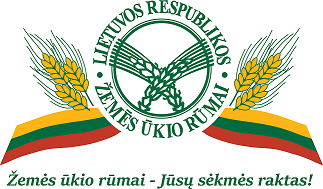 LIETUVOS RESPUBLIKOS
ŽEMĖS ŪKIO RŪMAI
Žemės ūkio rūmai - Jūsų sėkmės raktas!